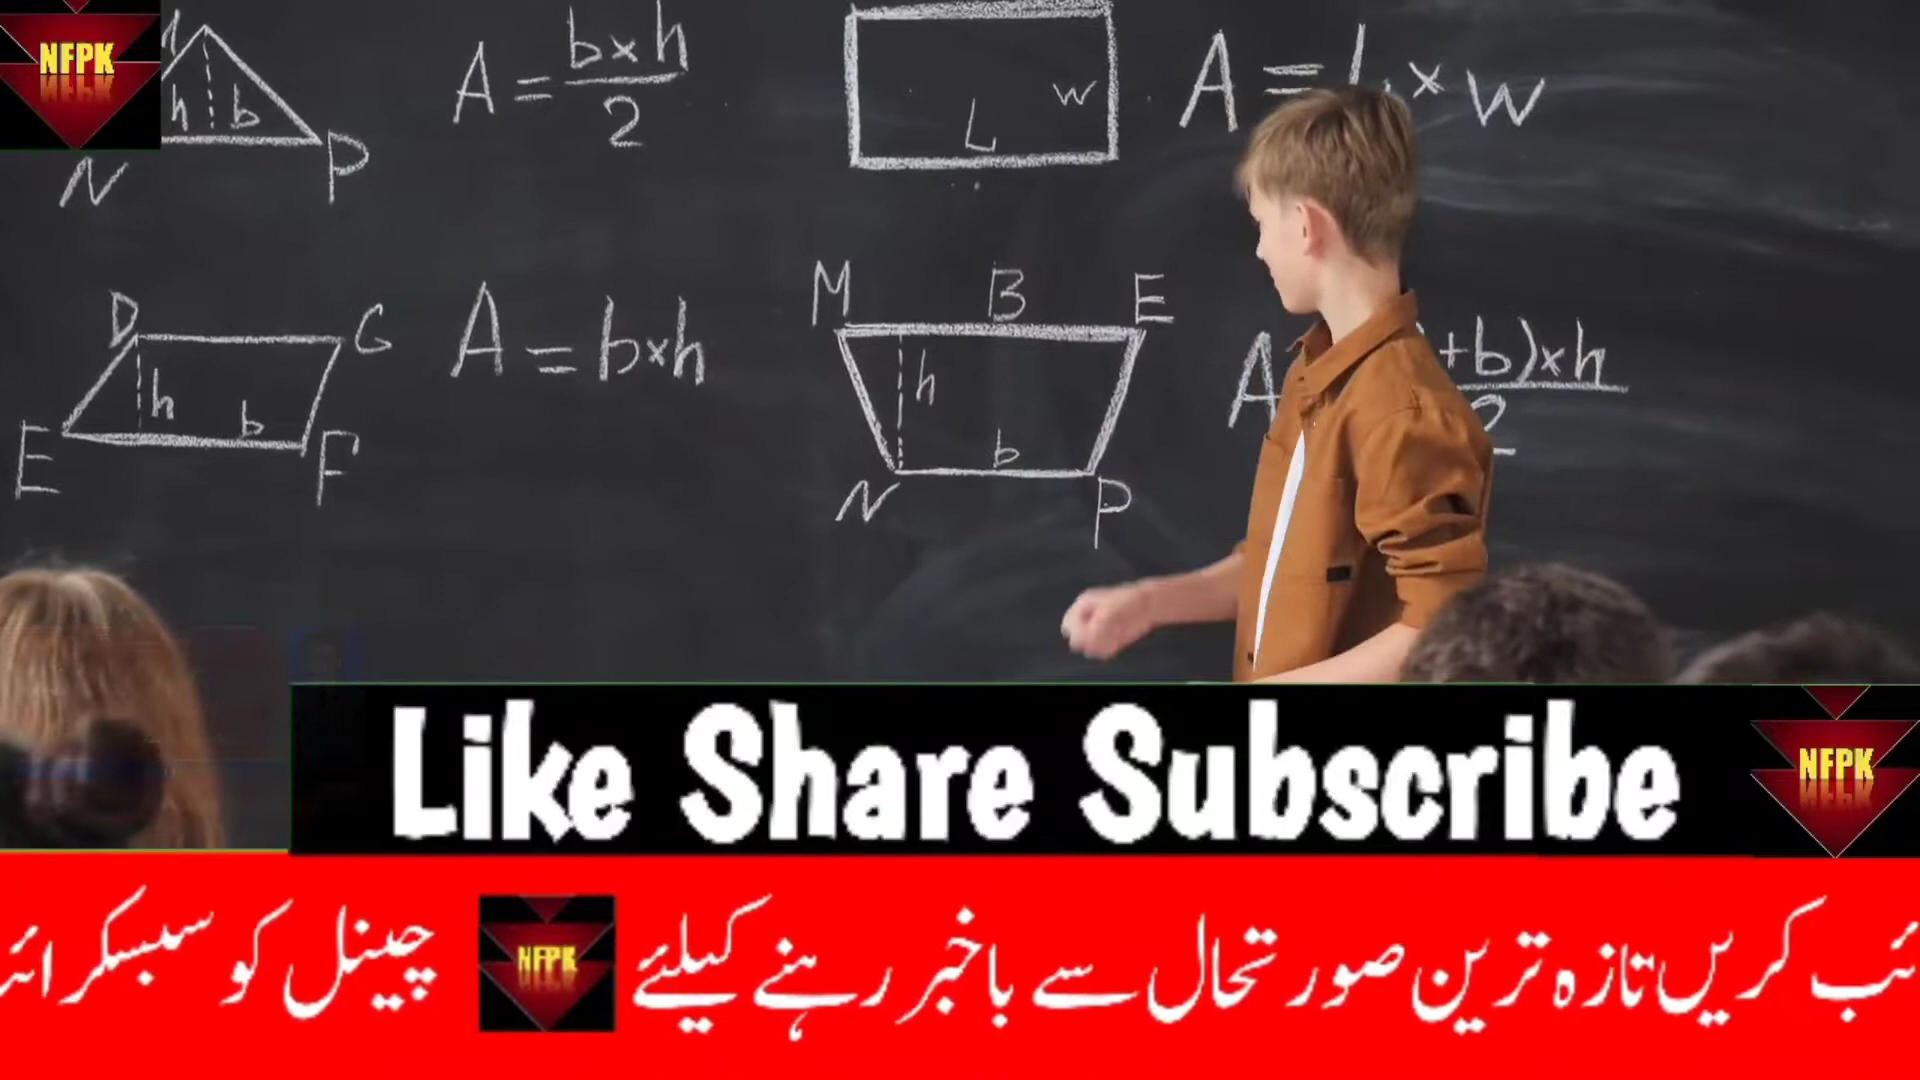 NFPK
h b
N P
A = b×h / 2
L w
A = L × w
D G
h b
E F
A = b×h
M B E
h
b
N P
A +b)×h
2
Like Share Subscribe
NFPK
ئب کریں تازہ ترین صورتحال سے باخبر رہنے کیلئے NFPK چینل کو سبسکرائب